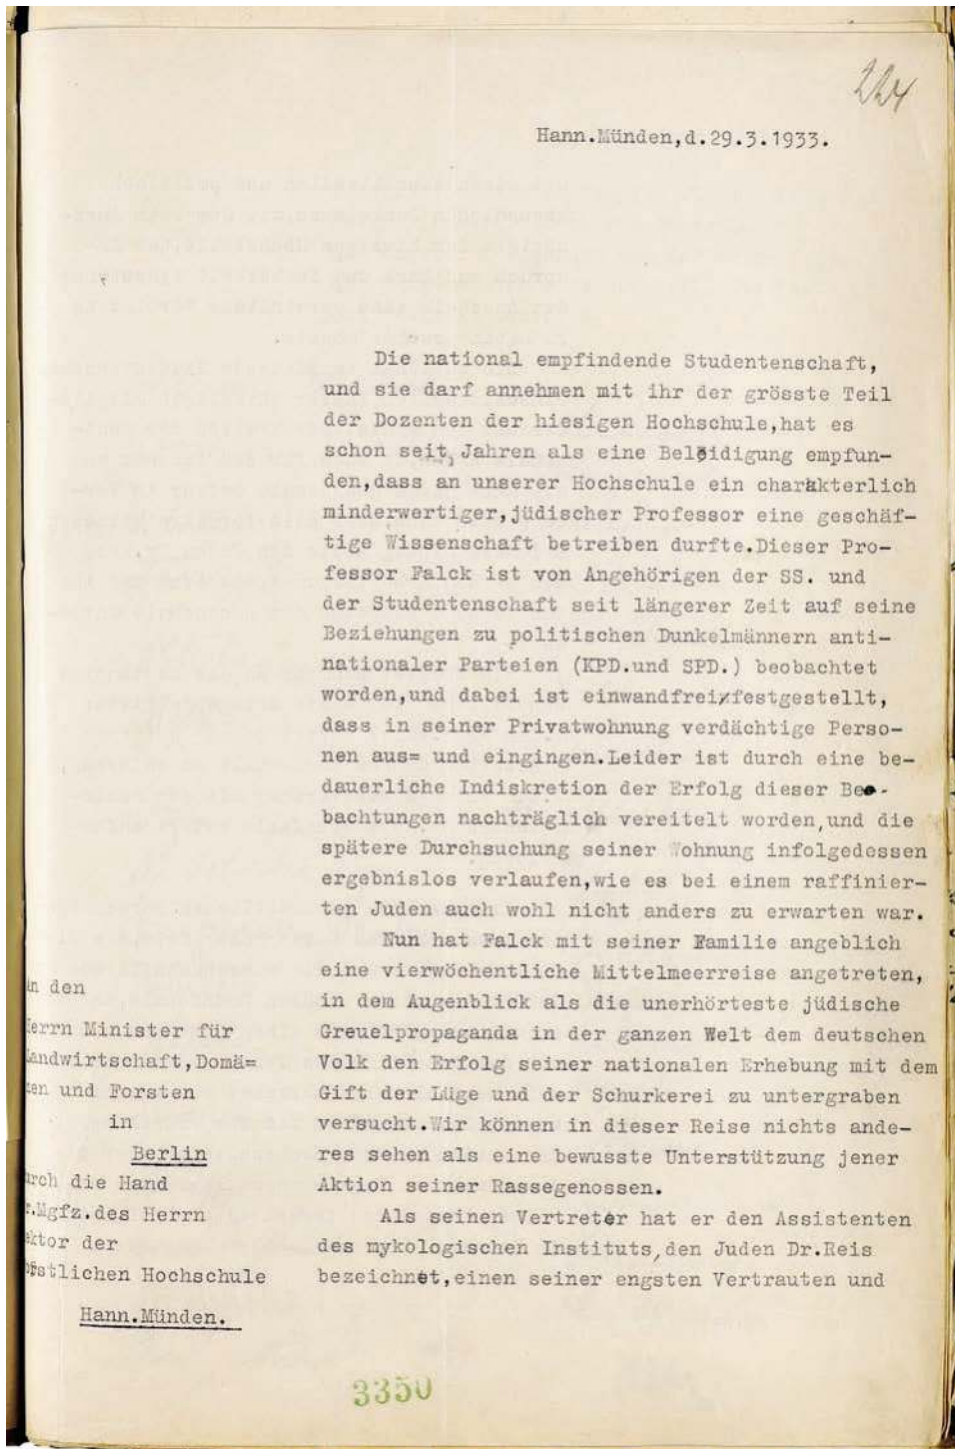 224
Hann.Münden,d.29.3.1933.
Die national empfindende Studentenschaft,
und sie darf annehmen mit ihr der grösste Teil
der Dozenten der hiesigen Hochschule,hat es
schon seit, Jahren als eine Beleidigung empfun-
den,dass an unserer Hochschule ein charakterlich
minderwertiger,jüdischer Professor eine geschäf-
tige Wissenschaft betreiben durfte.Dieser Pro-
fessor Falck ist von Angehörigen der SS. und
der Studentenschaft seit längerer Zeit auf seine
Beziehungen zu politischen Dunkelmännern anti-
nationaler Parteien (KPD.und SPD.) beobachtet
worden,und dabei ist einwandfrei festgestellt,
dass in seiner Privatwohnung verdächtige Perso-
nen aus= und eingingen.Leider ist durch eine be-
dauerliche Indiskretion der Erfolg dieser Beo-
bachtungen nachträglich vereitelt worden,und die
spätere Durchsuchung seiner Wohnung infolgedessen
ergebnislos verlaufen,wie es bei einem raffinier-
ten Juden auch wohl nicht anders zu erwarten war.
Nun hat Falck mit seiner Familie angeblich
eine vierwöchentliche Mittelmeerreise angetreten,
in dem Augenblick als die unerhörteste jüdische
Greuelpropaganda in der ganzen Welt dem deutschen
Volk den Erfolg seiner nationalen Erhebung mit dem
Gift der Lüge und der Schurkerei zu untergraben
versucht.Wir können in dieser Reise nichts ande-
res sehen als eine bewusste Unterstützung jener
Aktion seiner Rassegenossen.
Als seinen Vertreter hat er den Assistenten
des mykologischen Instituts,den Juden Dr.Reis
bezeichnet,einen seiner engsten Vertrauten und
An den
Herrn Minister für
Landwirtschaft,Domä=
nen und Forsten
in
Berlin
urch die Hand
r.Mgfz.des Herrn
ektor der
orstlichen Hochschule
Hann.Münden.
3350